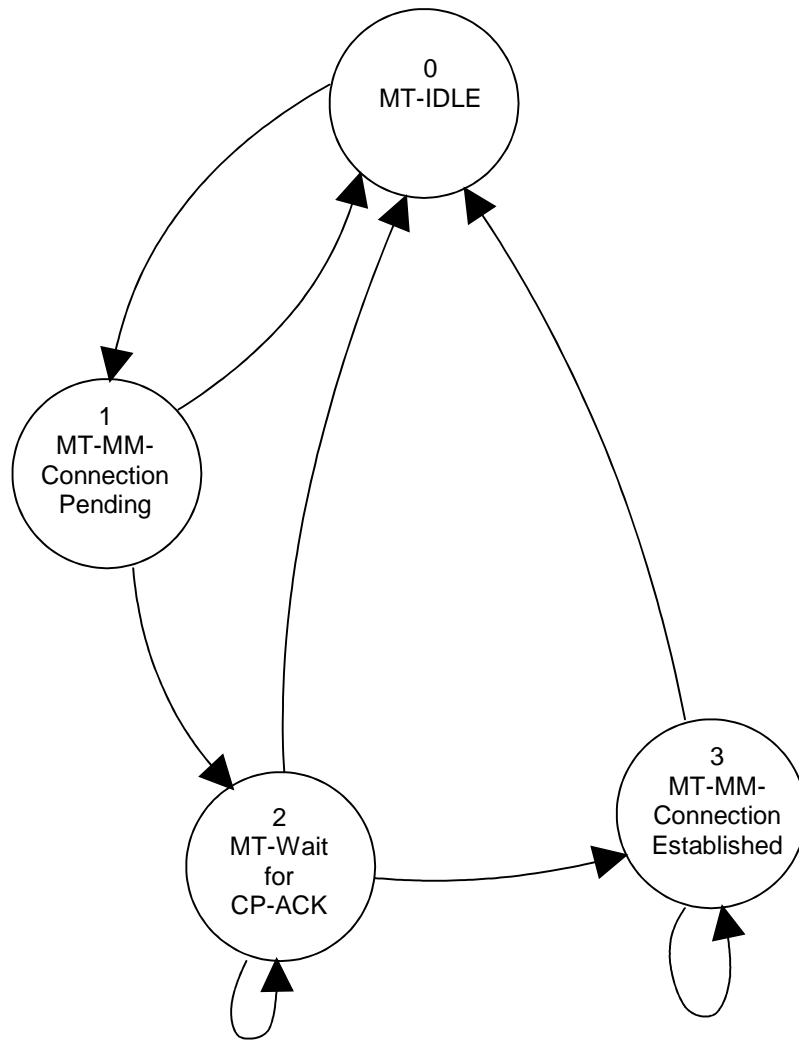 0
MT-IDLE
1
MT-MM-
Connection
Pending
2
MT-Wait
for
CP-ACK
3
MT-MM-
Connection
Established